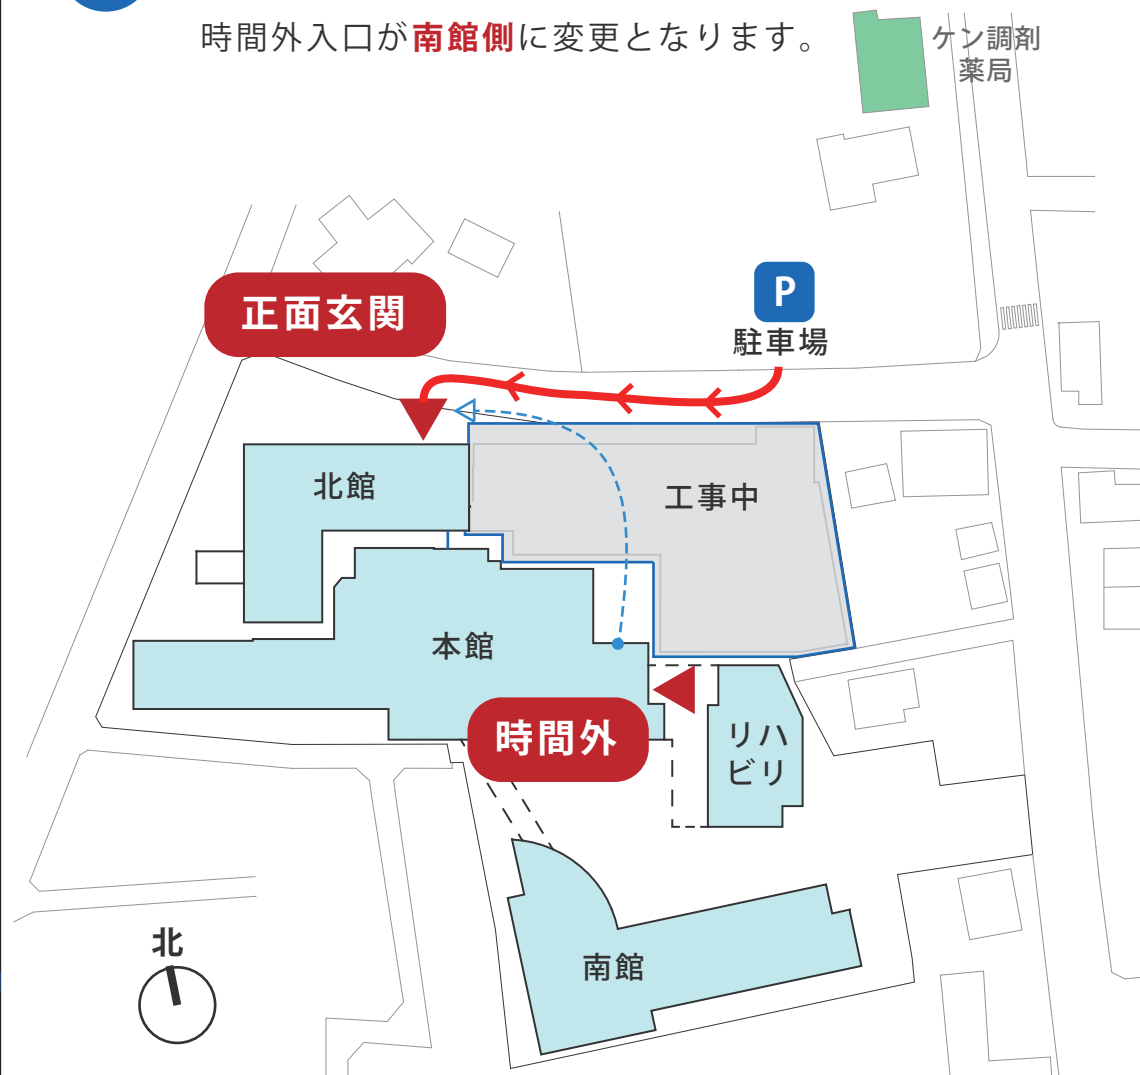 時間外入口が南館側に変更となります。
ケン調剤
薬局
P
駐車場
正面玄関
北館
工事中
本館
時間外
リハ
ビリ
南館
北